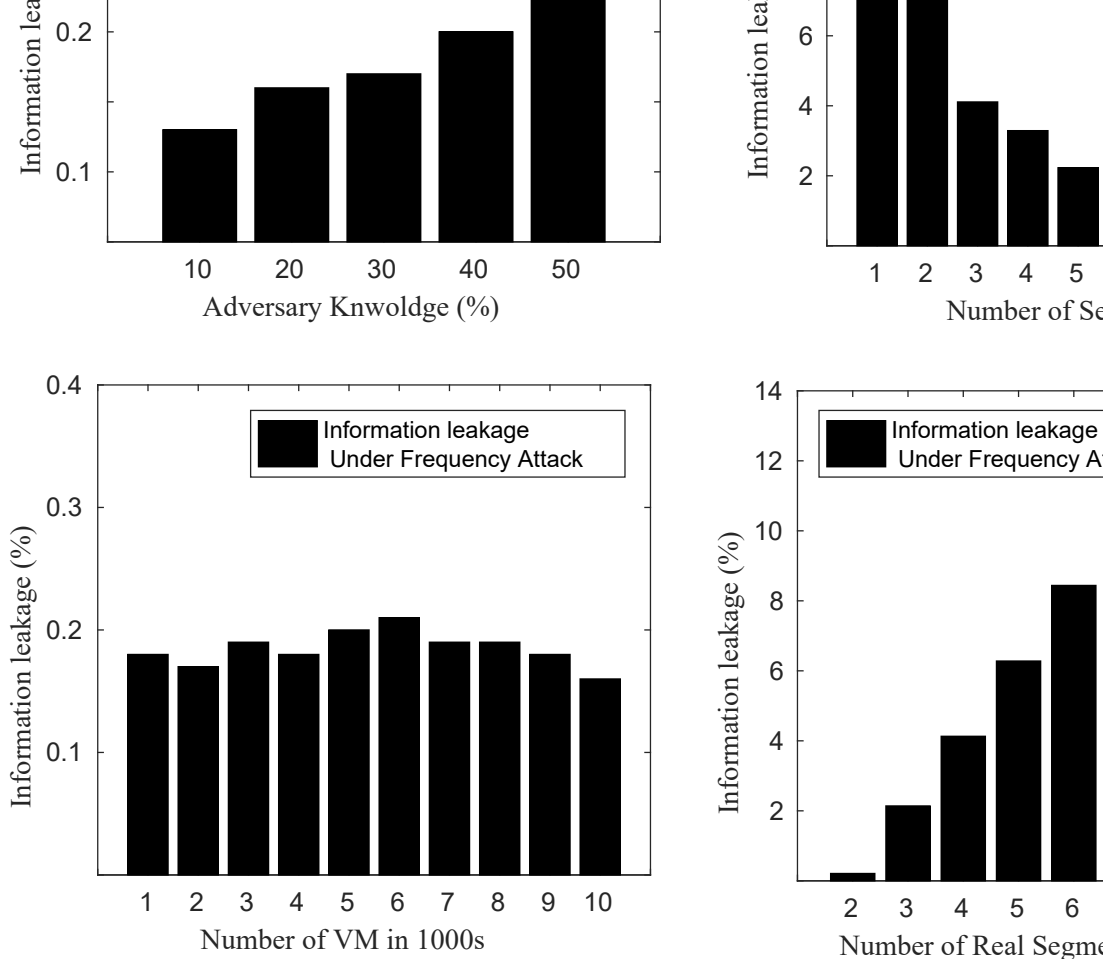 Information lea
0.2
0.1
10 20 30 40 50
Adversary Knwoldge (%)
Information lea
6
4
2
1 2 3 4 5
Number of Se
0.4
0.3
0.2
0.1
Information leakage (%)
Information leakage
Under Frequency Attack
1 2 3 4 5 6 7 8 9 10
Number of VM in 1000s
14
12
10
8
6
4
2
Information leakage (%)
Information leakage
Under Frequency At
2 3 4 5 6
Number of Real Segme